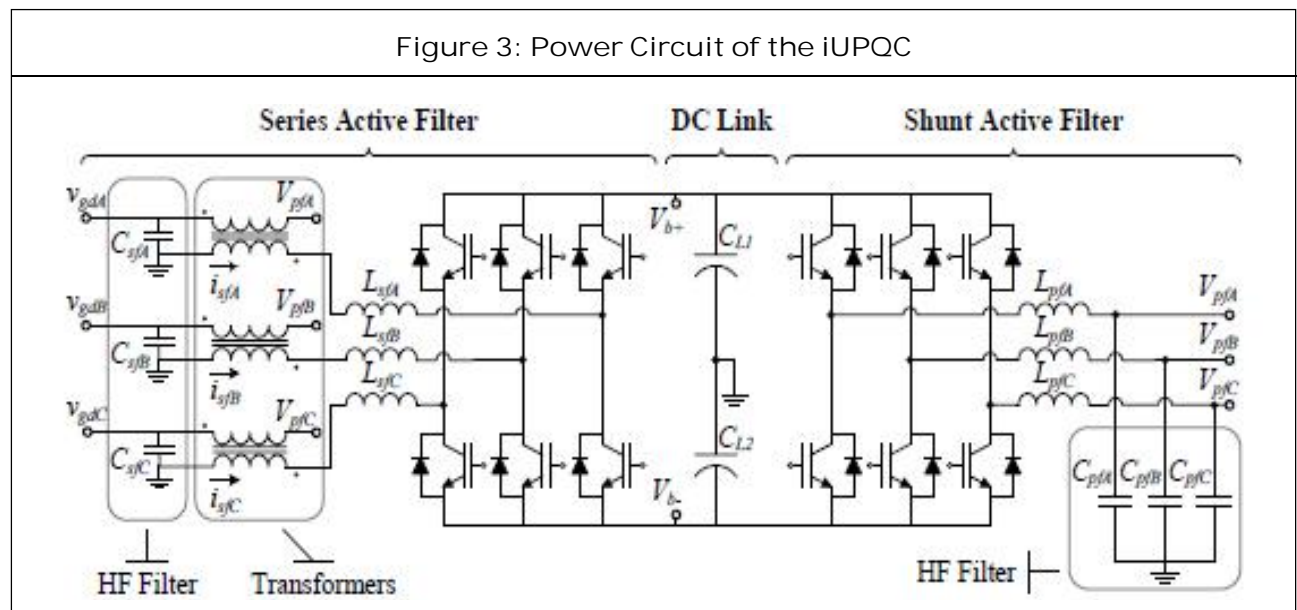 Figure 3: Power Circuit of the iUPQC
Series Active Filter
DC Link
Shunt Active Filter
v_gdA
V_pfA
C_sfA
i_sfA
v_gdB
V_pfB
C_sfB
i_sfB
v_gdC
V_pfC
C_sfC
i_sfC
L_sfA
L_sfB
L_sfC
V_b+
C_L1
C_L2
V_b-
L_pfA
L_pfB
L_pfC
V_pfA
V_pfB
V_pfC
C_pfA C_pfB C_pfC
HF Filter
Transformers
HF Filter